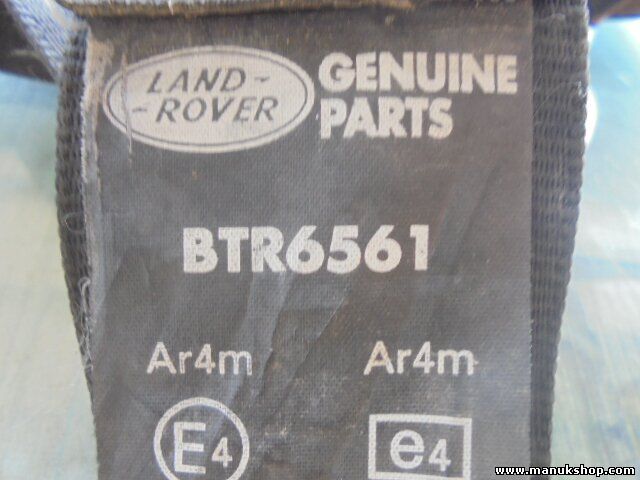 LAND-
-ROVER
GENUINE
PARTS
BTR6561
Ar4m Ar4m
E4 e4
www.manukshop.com